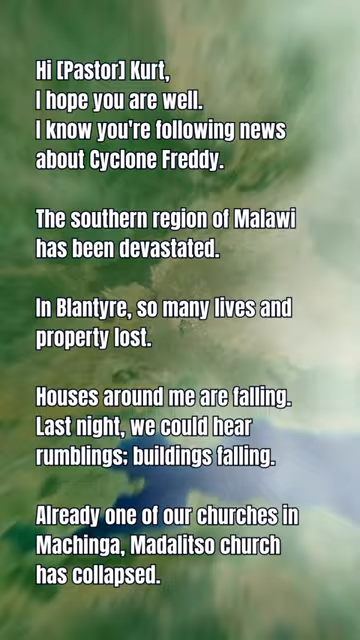 Hi [Pastor] Kurt,
I hope you are well.
I know you're following news
about Cyclone Freddy.
The southern region of Malawi
has been devastated.
In Blantyre, so many lives and
property lost.
Houses around me are falling.
Last night, we could hear
rumblings; buildings falling.
Already one of our churches in
Machinga, Madalitso church
has collapsed.